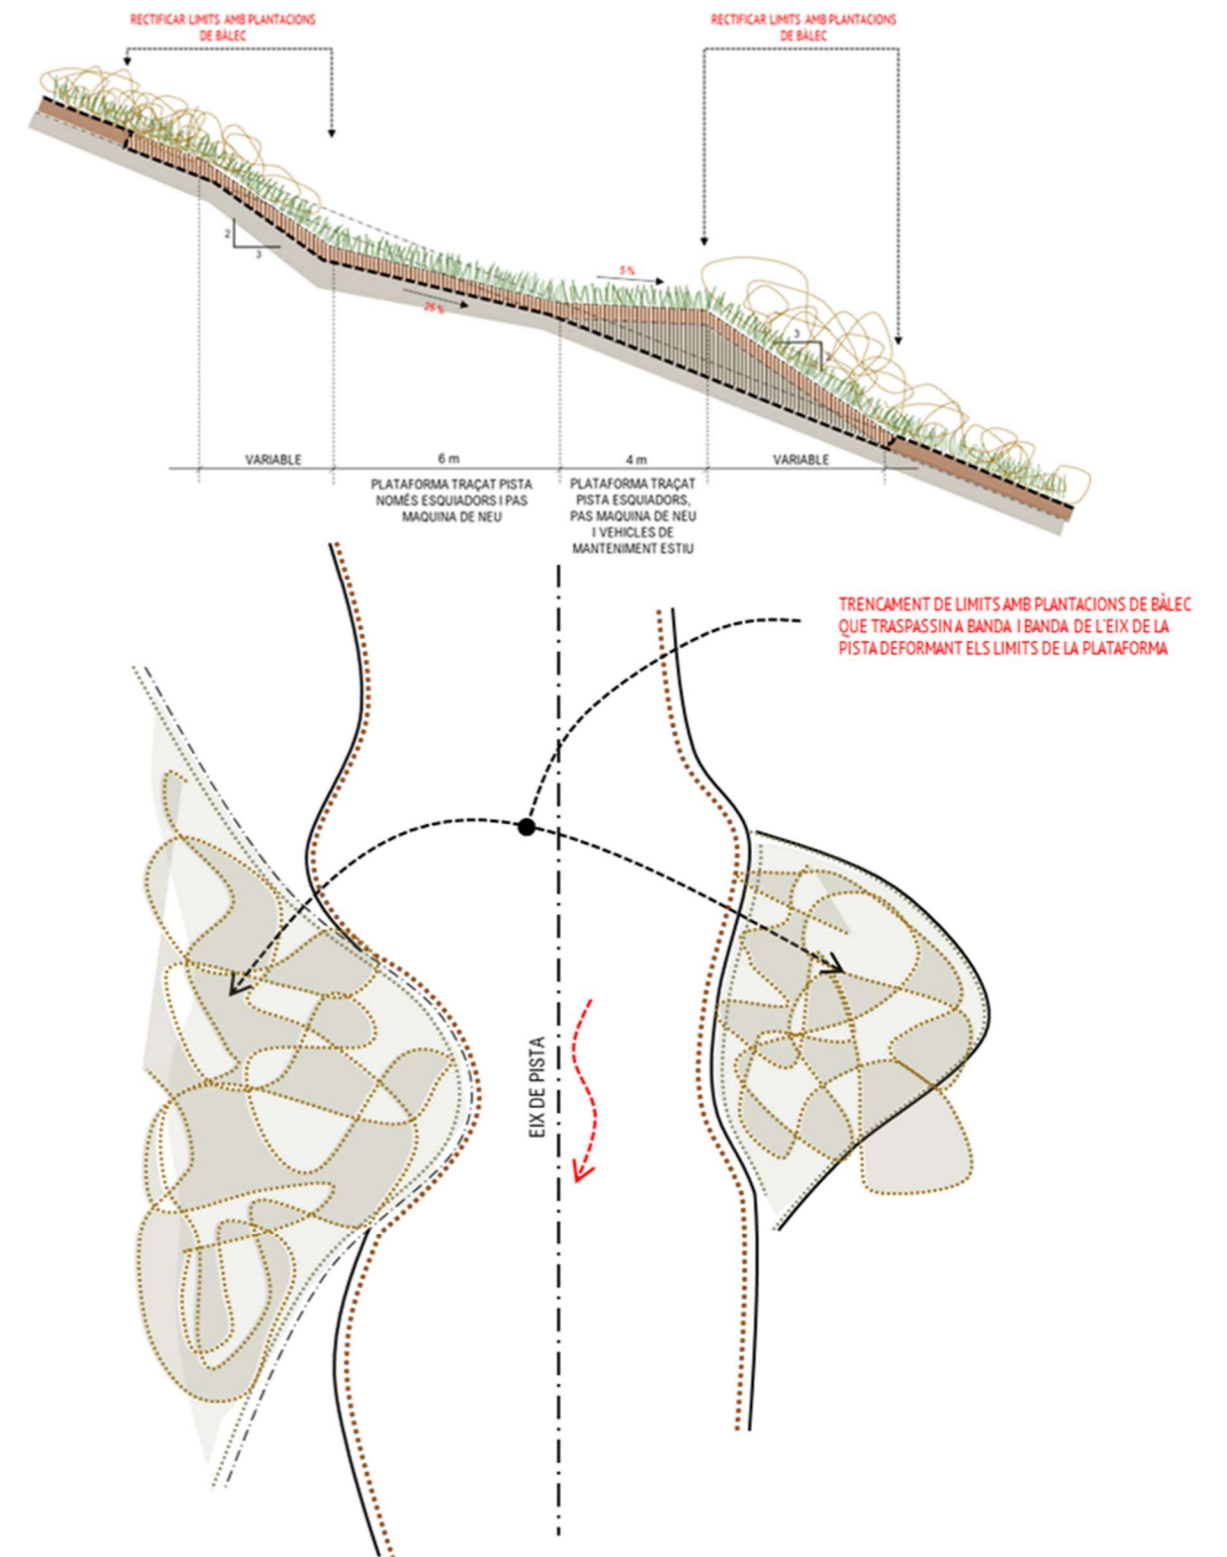 RECTIFICAR LIMITS AMB PLANTACIONS
DE BÀLEC
RECTIFICAR LIMITS AMB PLANTACIONS
DE BÀLEC
2
3
25 %
5 %
3
2
VARIABLE
6 m
4 m
VARIABLE
PLATAFORMA TRAÇAT PISTA
NOMÉS ESQUIADORS I PAS
MAQUINA DE NEU
PLATAFORMA TRAÇAT
PISTA ESQUIADORS,
PAS MAQUINA DE NEU
I VEHICLES DE
MANTENIMENT ESTIU
TRENCAMENT DE LIMITS AMB PLANTACIONS DE BÀLEC
QUE TRASPASSIN A BANDA I BANDA DE L'EIX DE LA
PISTA DEFORMANT ELS LIMITS DE LA PLATAFORMA
EIX DE PISTA